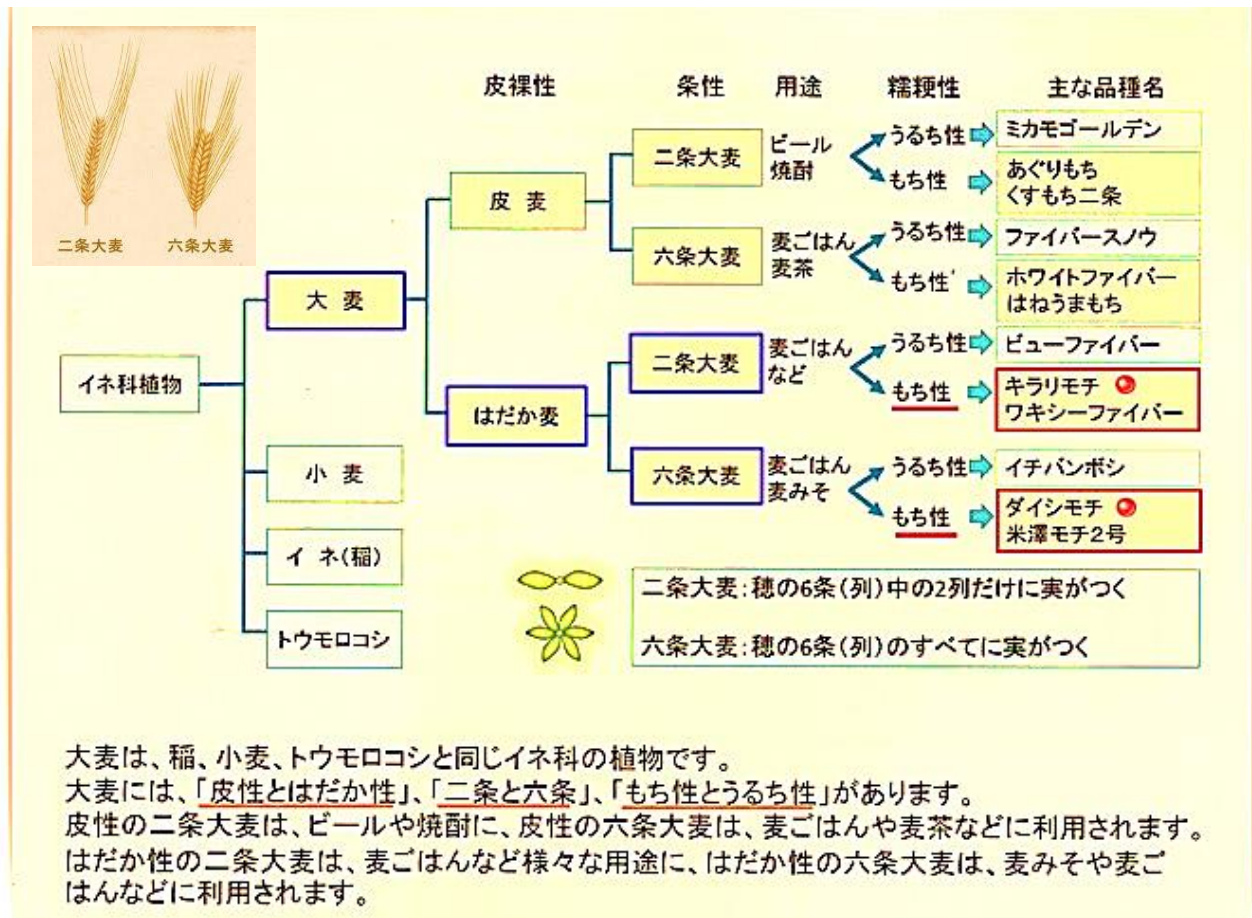 二条大麦 六条大麦
皮裸性 条性 用途 糯粳性 主な品種名
イネ科植物
大麦
小麦
イネ(稲)
トウモロコシ
皮麦
はだか麦
二条大麦
ビール
焼酎
うるち性
ミカモゴールデン
もち性
あぐりもち
くすもち二条
六条大麦
麦ごはん
麦茶
うるち性
ファイバースノウ
もち性'
ホワイトファイバー
はねうまもち
二条大麦
麦ごはん
など
うるち性
ビューファイバー
もち性
キラリモチ
ワキシーファイバー
六条大麦
麦ごはん
麦みそ
うるち性
イチバンボシ
もち性
ダイシモチ
米澤モチ2号
二条大麦:穂の6条(列)中の2列だけに実がつく
六条大麦:穂の6条(列)のすべてに実がつく
大麦は、稲、小麦、トウモロコシと同じイネ科の植物です。
大麦には、「皮性とはだか性」、「二条と六条」、「もち性とうるち性」があります。
皮性の二条大麦は、ビールや焼酎に、皮性の六条大麦は、麦ごはんや麦茶などに利用されます。
はだか性の二条大麦は、麦ごはんなど様々な用途に、はだか性の六条大麦は、麦みそや麦ご
はんなどに利用されます。